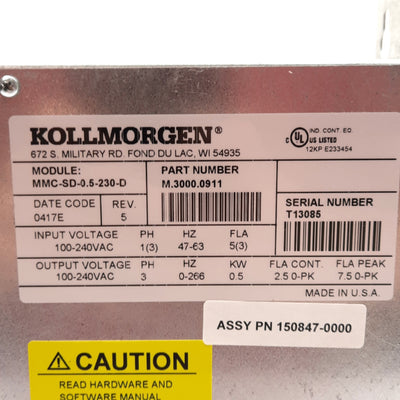 KOLLMORGEN®
672 S. MILITARY RD. FOND DU LAC, WI 54935
C UL US IND. CONT. EQ.
LISTED
12KP E233454
MODULE:
MMC-SD-0.5-230-D
PART NUMBER
M.3000.0911
DATE CODE
0417E
REV.
5
SERIAL NUMBER
T13085
INPUT VOLTAGE PH HZ FLA
100-240VAC 1(3) 47-63 5(3)
OUTPUT VOLTAGE PH HZ KW FLA CONT. FLA PEAK
100-240VAC 3 0-266 0.5 2.5 0-PK 7.5 0-PK
MADE IN U.S.A.
ASSY PN 150847-0000
CAUTION
READ HARDWARE AND
SOFTWARE MANUAL